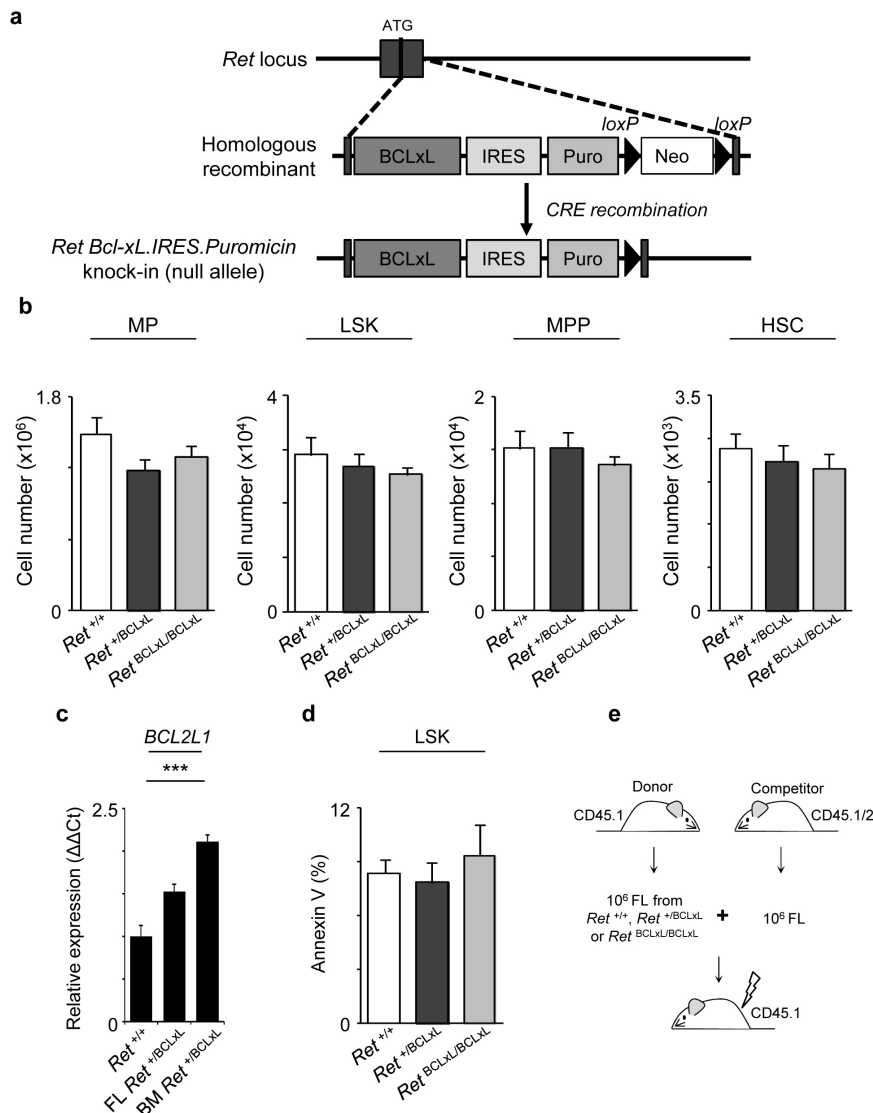 a
ATG
Ret locus
loxP loxP
Homologous
recombinant
BCLxL IRES Puro Neo
CRE recombination
Ret Bcl-xL.IRES.Puromicin
knock-in (null allele)
BCLxL IRES Puro
b
MP
1.8
0
Cell number (x10⁶)
Ret +/+
Ret +/BCLxL
Ret BCLxL/BCLxL
LSK
4
0
Cell number (x10⁴)
Ret +/+
Ret +/BCLxL
Ret BCLxL/BCLxL
MPP
2
0
Cell number (x10⁴)
Ret +/+
Ret +/BCLxL
Ret BCLxL/BCLxL
HSC
3.5
0
Cell number (x10³)
Ret +/+
Ret +/BCLxL
Ret BCLxL/BCLxL
c
BCL2L1
***
2.5
1
0
Relative expression (ΔΔCt)
Ret +/+
FL Ret +/BCLxL
BM Ret +/BCLxL
d
LSK
12
0
Annexin V (%)
Ret +/+
Ret +/BCLxL
Ret BCLxL/BCLxL
e
Donor Competitor
CD45.1 CD45.1/2
10⁶ FL from
Ret +/+, Ret +/BCLxL
or Ret BCLxL/BCLxL
+
10⁶ FL
CD45.1